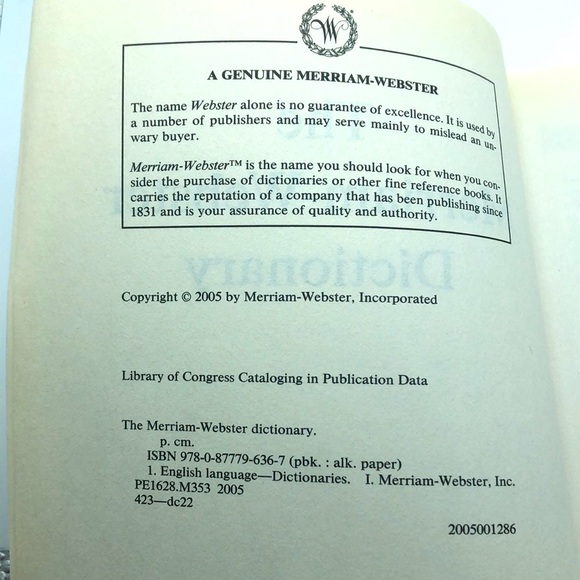 W
A GENUINE MERRIAM-WEBSTER
The name Webster alone is no guarantee of excellence. It is used by
a number of publishers and may serve mainly to mislead an un-
wary buyer.
Merriam-Webster™ is the name you should look for when you con-
sider the purchase of dictionaries or other fine reference books. It
carries the reputation of a company that has been publishing since
1831 and is your assurance of quality and authority.
Copyright © 2005 by Merriam-Webster, Incorporated
Library of Congress Cataloging in Publication Data
The Merriam-Webster dictionary.
p. cm.
ISBN 978-0-87779-636-7 (pbk. : alk. paper)
1. English language—Dictionaries. I. Merriam-Webster, Inc.
PE1628.M353 2005
423—dc22
2005001286